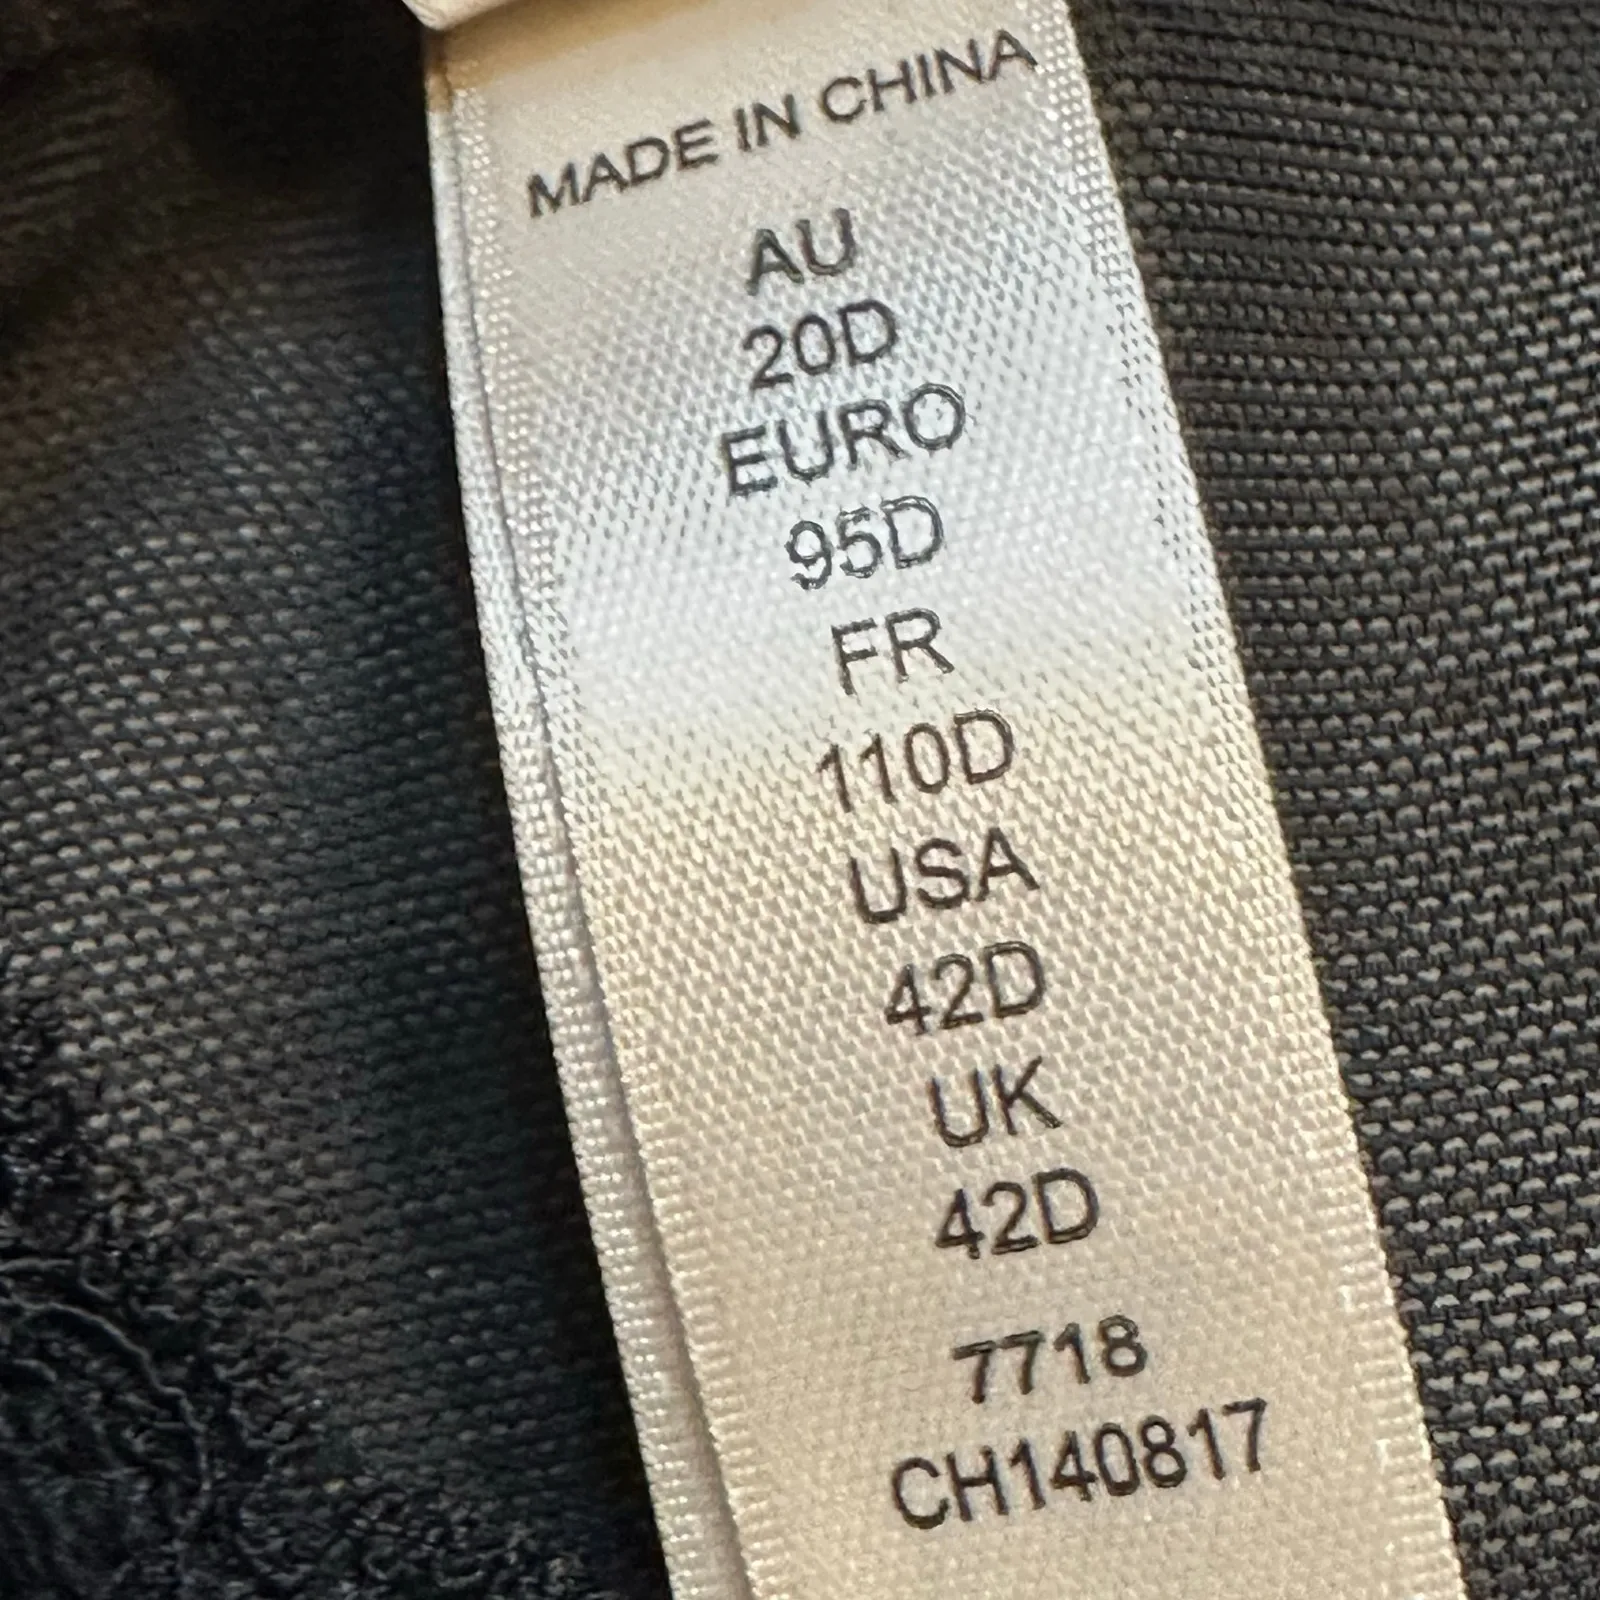 MADE IN CHINA
AU
20D
EURO
95D
FR
110D
USA
42D
UK
42D
7718
CH140817